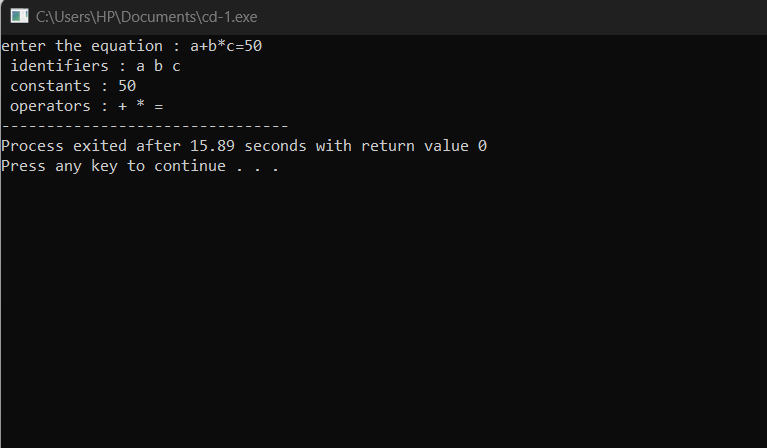 C:\Users\HP\Documents\cd-1.exe
enter the equation : a+b*c=50
 identifiers : a b c
 constants : 50
 operators : + * =
--------------------------------
Process exited after 15.89 seconds with return value 0
Press any key to continue . . .